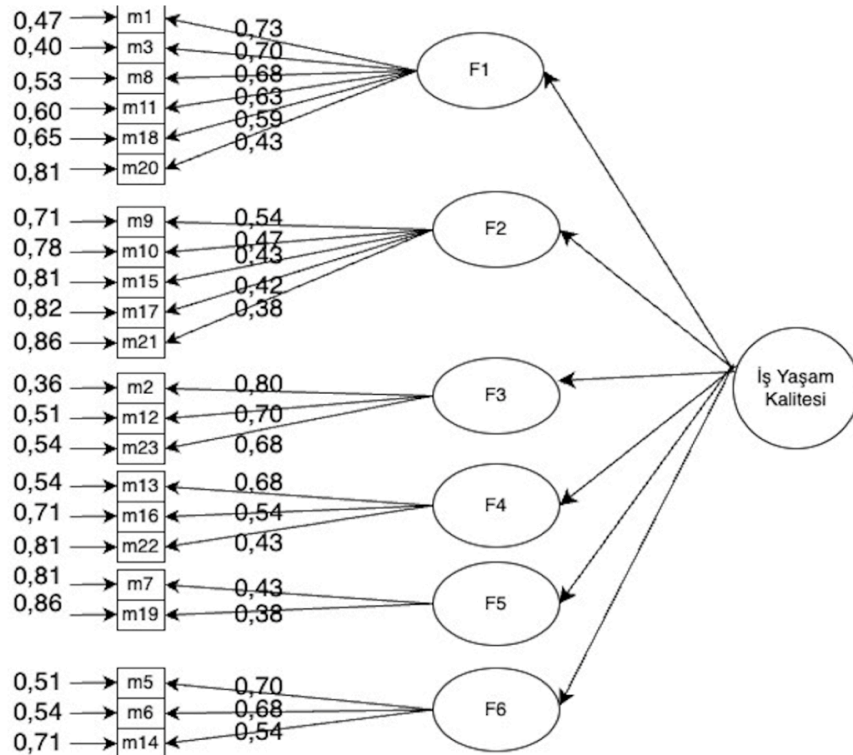 0,47 m1 0,73
0,40 m3 0,70
0,53 m8 0,68
0,60 m11 0,63
0,65 m18 0,59
0,81 m20 0,43
F1
0,71 m9 0,54
0,78 m10 0,47
0,81 m15 0,43
0,82 m17 0,42
0,86 m21 0,38
F2
0,36 m2 0,80
0,51 m12 0,70
0,54 m23 0,68
F3
0,54 m13 0,68
0,71 m16 0,54
0,81 m22 0,43
F4
0,81 m7 0,43
0,86 m19 0,38
F5
0,51 m5 0,70
0,54 m6 0,68
0,71 m14 0,54
F6
İş Yaşam
Kalitesi